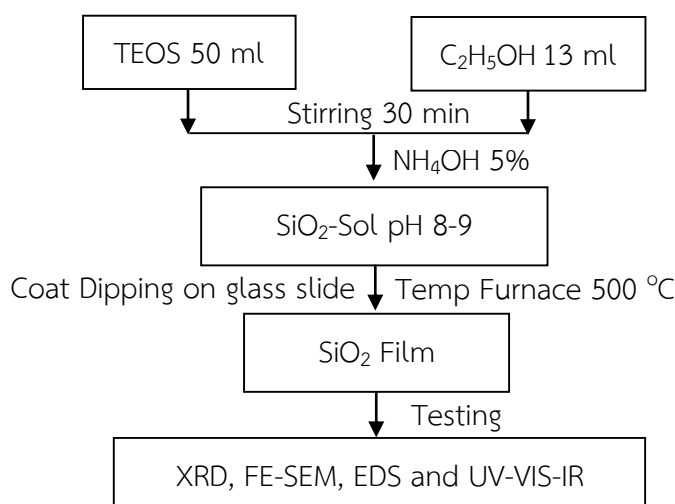 TEOS 50 ml
C₂H₅OH 13 ml
Stirring 30 min
NH₄OH 5%
SiO₂-Sol pH 8-9
Coat Dipping on glass slide
Temp Furnace 500 °C
SiO₂ Film
Testing
XRD, FE-SEM, EDS and UV-VIS-IR